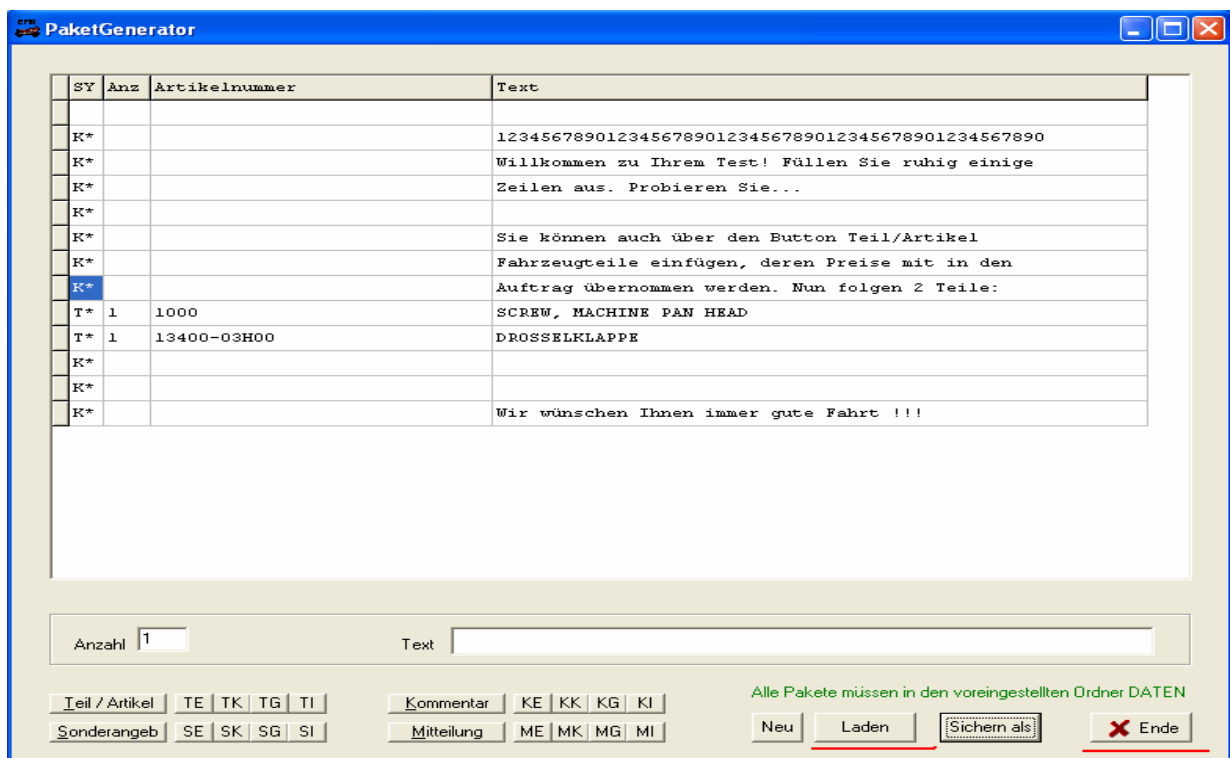 PaketGenerator
SY Anz Artikelnummer Text
K* 12345678901234567890123456789012345678901234567890
K* Willkommen zu Ihrem Test! Füllen Sie ruhig einige
K* Zeilen aus. Probieren Sie...
K*
K* Sie können auch über den Button Teil/Artikel
K* Fahrzeugteile einfügen, deren Preise mit in den
K* Auftrag übernommen werden. Nun folgen 2 Teile:
T* 1 1000 SCREW, MACHINE PAN HEAD
T* 1 13400-03H00 DROSSELKLAPPE
K*
K*
K* Wir wünschen Ihnen immer gute Fahrt !!!
Anzahl 1 Text
Alle Pakete müssen in den voreingestellten Ordner DATEN
Teil / Artikel TE TK TG TI Kommentar KE KK KG KI
Sonderangeb SE SK SG SI Mitteilung ME MK MG MI
Neu Laden Sichern als Ende